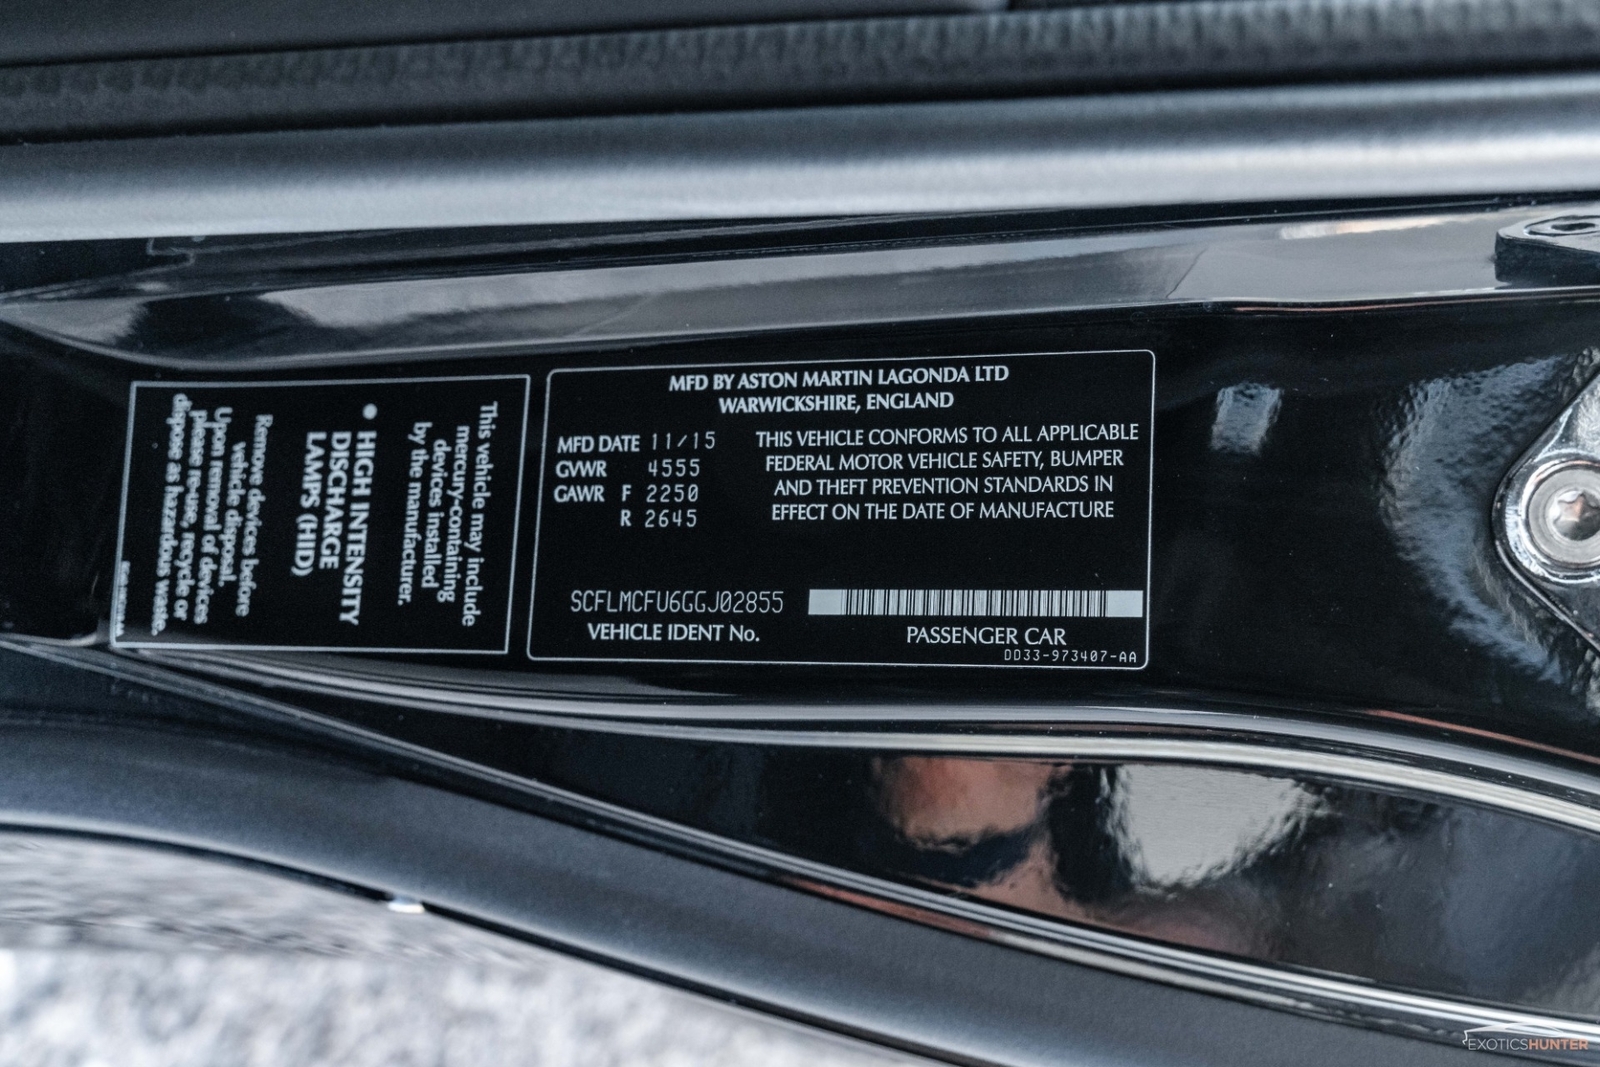 This vehicle may include
mercury-containing
devices installed
by the manufacturer.
● HIGH INTENSITY
DISCHARGE
LAMPS (HID)
Remove devices before
vehicle disposal.
Upon removal of devices
please re-use, recycle or
dispose as hazardous waste.
MFD BY ASTON MARTIN LAGONDA LTD
WARWICKSHIRE, ENGLAND
MFD DATE 11/15
GVWR 4555
GAWR F 2250
R 2645
THIS VEHICLE CONFORMS TO ALL APPLICABLE
FEDERAL MOTOR VEHICLE SAFETY, BUMPER
AND THEFT PREVENTION STANDARDS IN
EFFECT ON THE DATE OF MANUFACTURE
SCFLMCFU6GGJ02855
VEHICLE IDENT No.
PASSENGER CAR
DD33-973407-AA
EXOTICSHUNTER